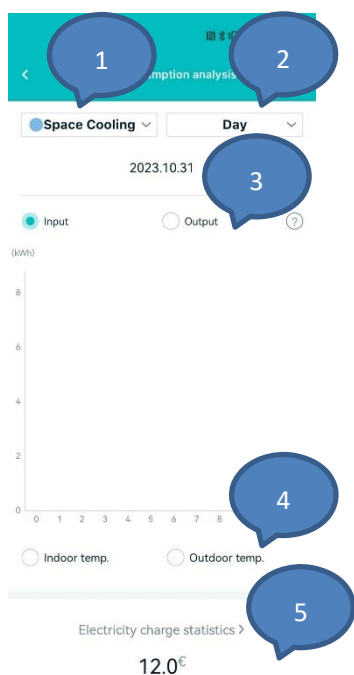 1
2
mption analysis
Space Cooling
Day
2023.10.31
3
Input
Output
?
(kWh)
8
6
4
2
0
0 1 2 3 4 5 6 7 8
4
Indoor temp.
Outdoor temp.
5
Electricity charge statistics >
12.0€